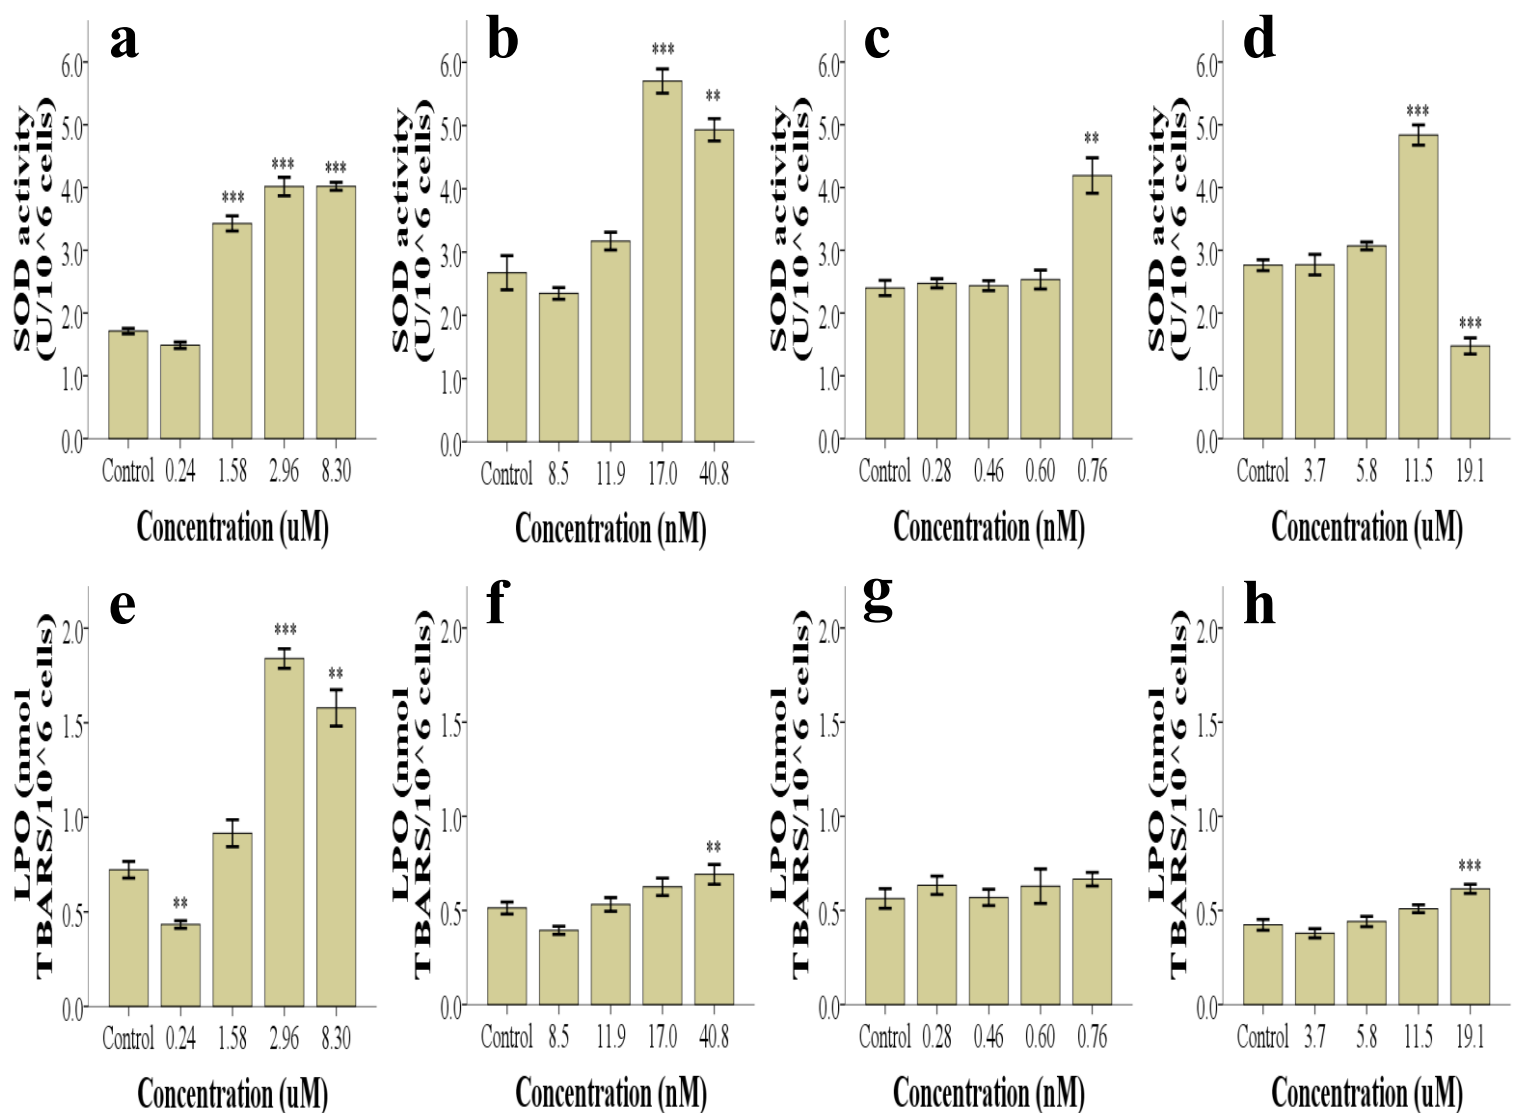 a
SOD activity
(U/10^6 cells)
6.0
5.0
4.0
3.0
2.0
1.0
0.0
***
***
***
Control 0.24 1.58 2.96 8.30
Concentration (uM)
b
SOD activity
(U/10^6 cells)
6.0
5.0
4.0
3.0
2.0
1.0
0.0
***
**
Control 8.5 11.9 17.0 40.8
Concentration (nM)
c
SOD activity
(U/10^6 cells)
6.0
5.0
4.0
3.0
2.0
1.0
0.0
**
Control 0.28 0.46 0.60 0.76
Concentration (nM)
d
SOD activity
(U/10^6 cells)
6.0
5.0
4.0
3.0
2.0
1.0
0.0
***
***
Control 3.7 5.8 11.5 19.1
Concentration (uM)
e
LPO (nmol
TBARS/10^6 cells)
2.0
1.5
1.0
0.5
0.0
**
***
**
Control 0.24 1.58 2.96 8.30
Concentration (uM)
f
LPO (nmol
TBARS/10^6 cells)
2.0
1.5
1.0
0.5
0.0
**
Control 8.5 11.9 17.0 40.8
Concentration (nM)
g
LPO (nmol
TBARS/10^6 cells)
2.0
1.5
1.0
0.5
0.0
Control 0.28 0.46 0.60 0.76
Concentration (nM)
h
LPO (nmol
TBARS/10^6 cells)
2.0
1.5
1.0
0.5
0.0
***
Control 3.7 5.8 11.5 19.1
Concentration (uM)